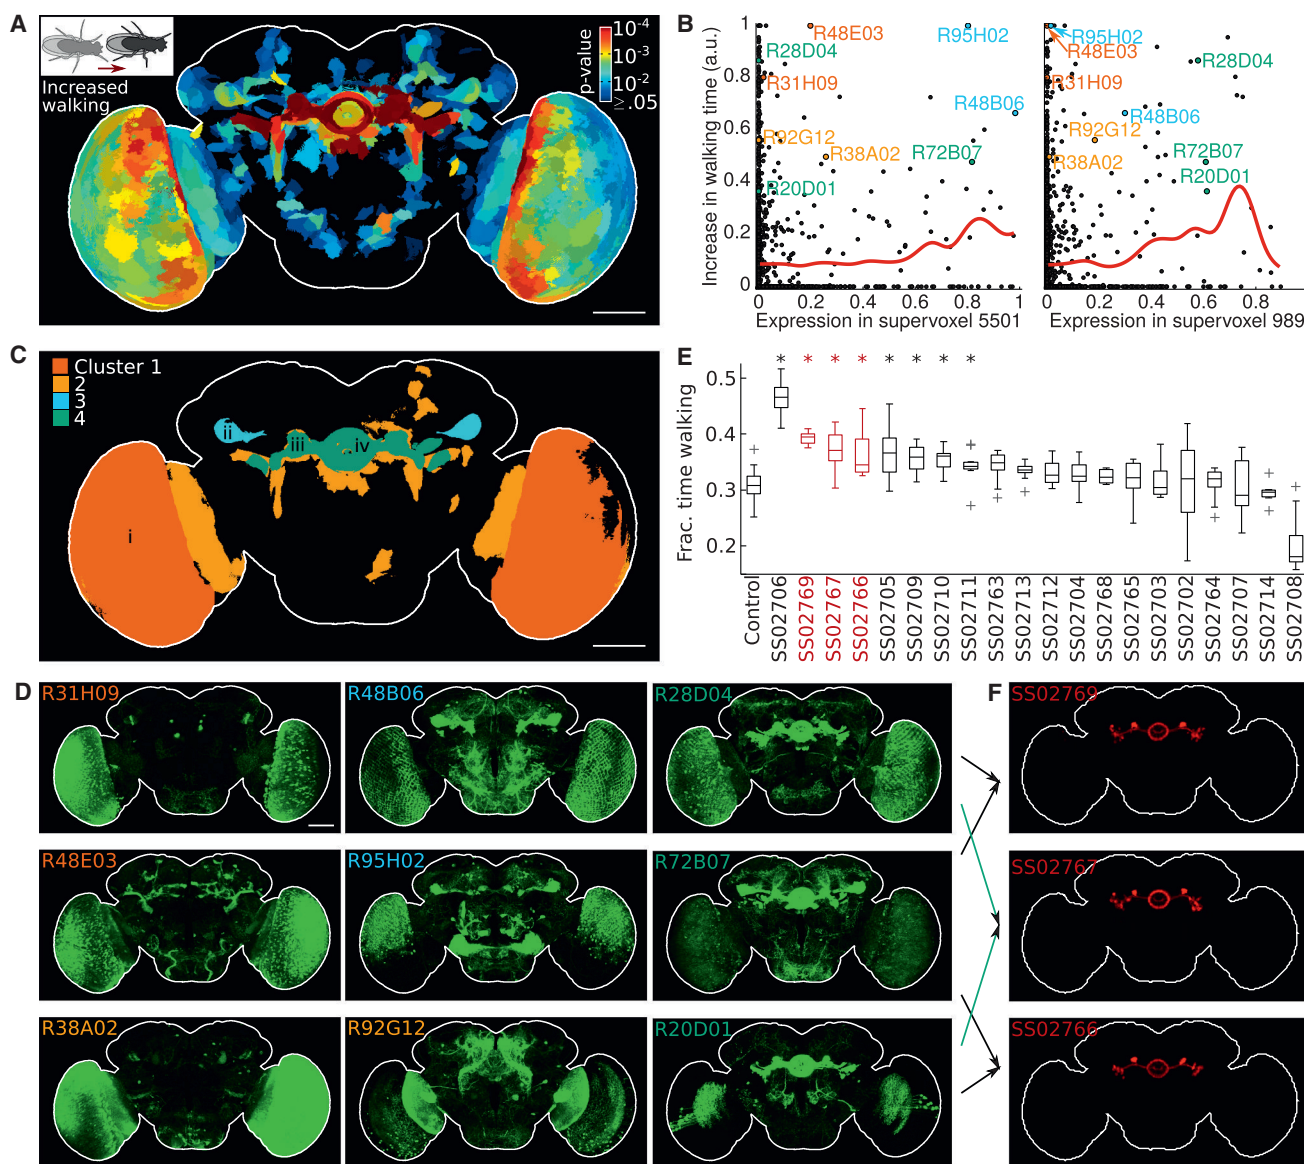 A
Increased
walking
p-value
10-4
10-3
10-2
≥.05
B
Increase in walking time (a.u.)
1
0.8
0.6
0.4
0.2
0
R48E03
R95H02
R28D04
R31H09
R48B06
R92G12
R38A02
R72B07
R20D01
0 0.2 0.4 0.6 0.8 1
Expression in supervoxel 5501
R95H02
R48E03
R28D04
R31H09
R48B06
R92G12
R38A02
R72B07
R20D01
0 0.2 0.4 0.6 0.8
Expression in supervoxel 989
C
Cluster 1
2
3
4
i
ii
iii
iv
E
Frac. time walking
0.5
0.4
0.3
0.2
* * * * * * * *
Control
SS02706
SS02769
SS02767
SS02766
SS02705
SS02709
SS02710
SS02711
SS02763
SS02713
SS02712
SS02704
SS02768
SS02765
SS02703
SS02702
SS02764
SS02707
SS02714
SS02708
D
R31H09
R48B06
R28D04
R48E03
R95H02
R72B07
R38A02
R92G12
R20D01
F
SS02769
SS02767
SS02766